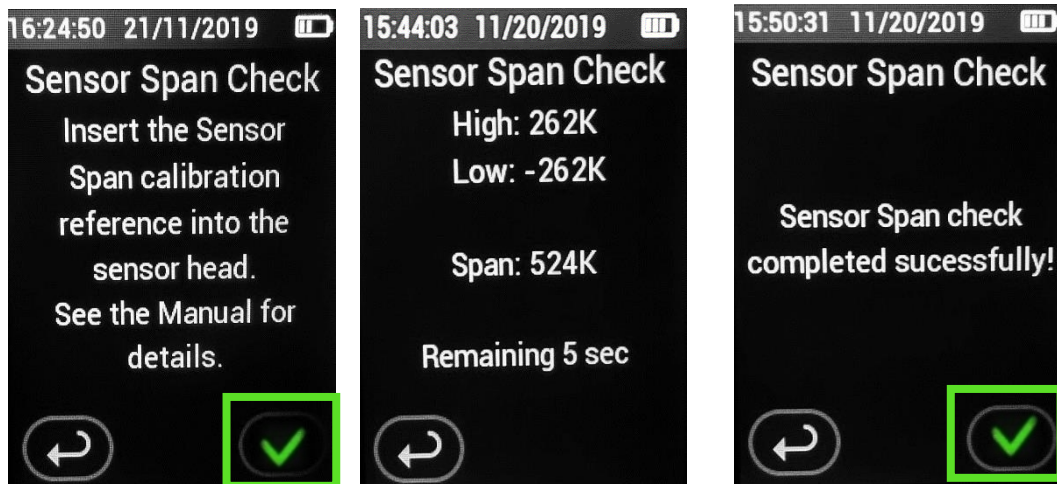 16:24:50 21/11/2019
Sensor Span Check
Insert the Sensor
Span calibration
reference into the
sensor head.
See the Manual for
details.
15:44:03 11/20/2019
Sensor Span Check
High: 262K
Low: -262K
Span: 524K
Remaining 5 sec
15:50:31 11/20/2019
Sensor Span Check
Sensor Span check
completed sucessfully!